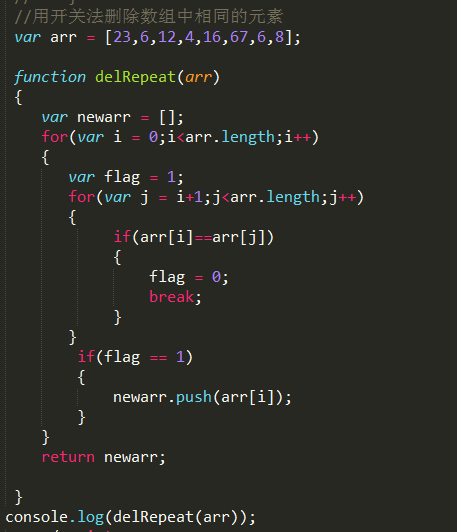 //用开关法删除数组中相同的元素
var arr = [23,6,12,4,16,67,6,8];
function delRepeat(arr)
{
var newarr = [];
for(var i = 0;i<arr.length;i++)
{
var flag = 1;
for(var j = i+1;j<arr.length;j++)
{
if(arr[i]==arr[j])
{
flag = 0;
break;
}
}
if(flag == 1)
{
newarr.push(arr[i]);
}
}
return newarr;
}
console.log(delRepeat(arr));